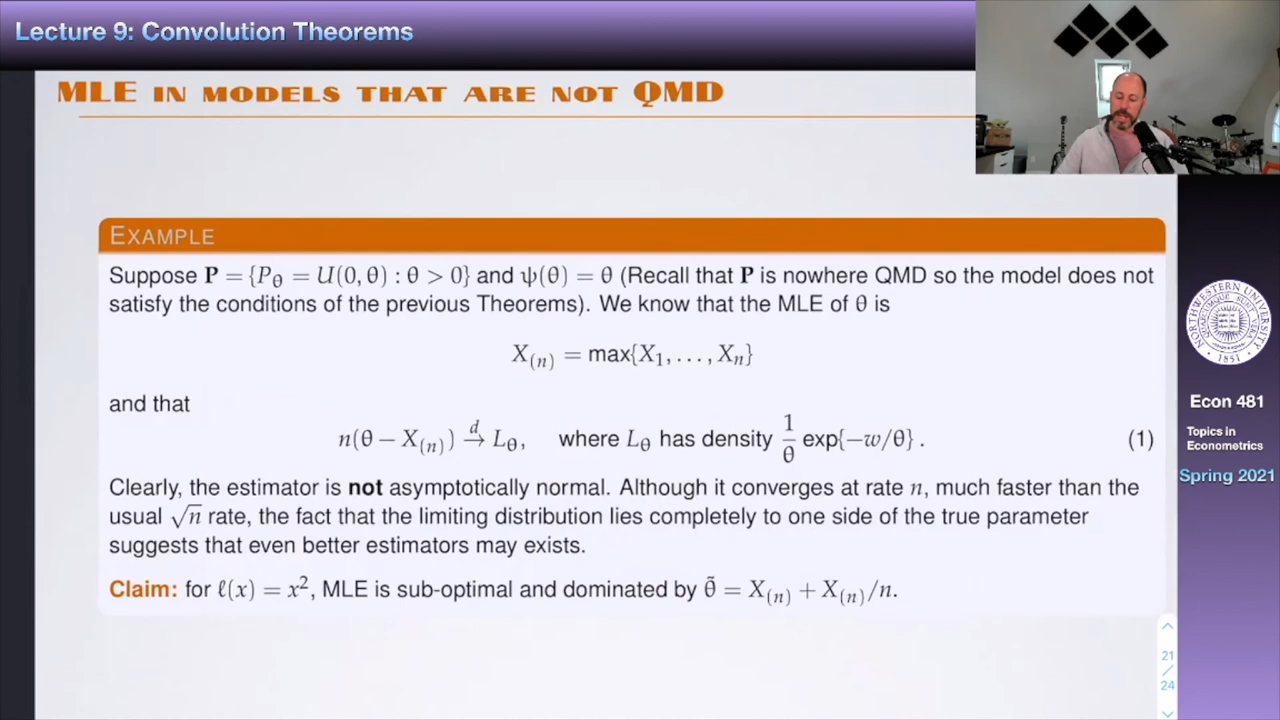 Lecture 9: Convolution Theorems
MLE IN MODELS THAT ARE NOT QMD
EXAMPLE
Suppose P = {P_θ = U(0, θ) : θ > 0} and ψ(θ) = θ (Recall that P is nowhere QMD so the model does not
satisfy the conditions of the previous Theorems). We know that the MLE of θ is
X_(n) = max{X_1, . . . , X_n}
and that
n(θ − X_(n)) →^d L_θ, where L_θ has density 1/θ exp{−w/θ} . (1)
Clearly, the estimator is not asymptotically normal. Although it converges at rate n, much faster than the
usual √n rate, the fact that the limiting distribution lies completely to one side of the true parameter
suggests that even better estimators may exists.
Claim: for ℓ(x) = x², MLE is sub-optimal and dominated by θ̃ = X_(n) + X_(n)/n.
NORTHWESTERN UNIVERSITY
1851
Econ 481
Topics in
Econometrics
Spring 2021
21
/
24